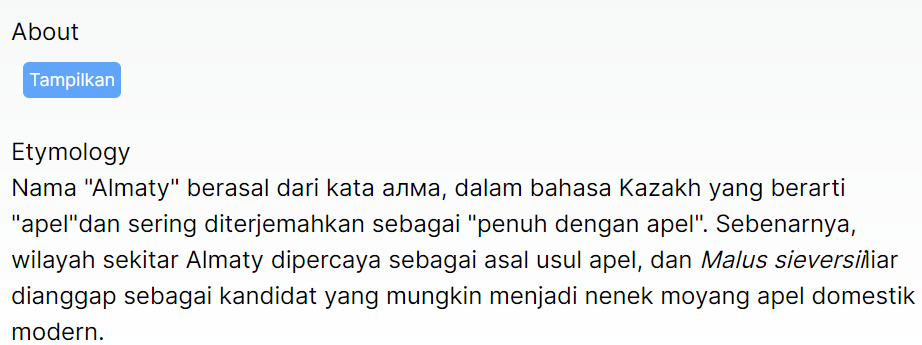 About
Tampilkan
Etymology
Nama "Almaty" berasal dari kata алма, dalam bahasa Kazakh yang berarti
"apel"dan sering diterjemahkan sebagai "penuh dengan apel". Sebenarnya,
wilayah sekitar Almaty dipercaya sebagai asal usul apel, dan Malus sieversiiliar
dianggap sebagai kandidat yang mungkin menjadi nenek moyang apel domestik
modern.